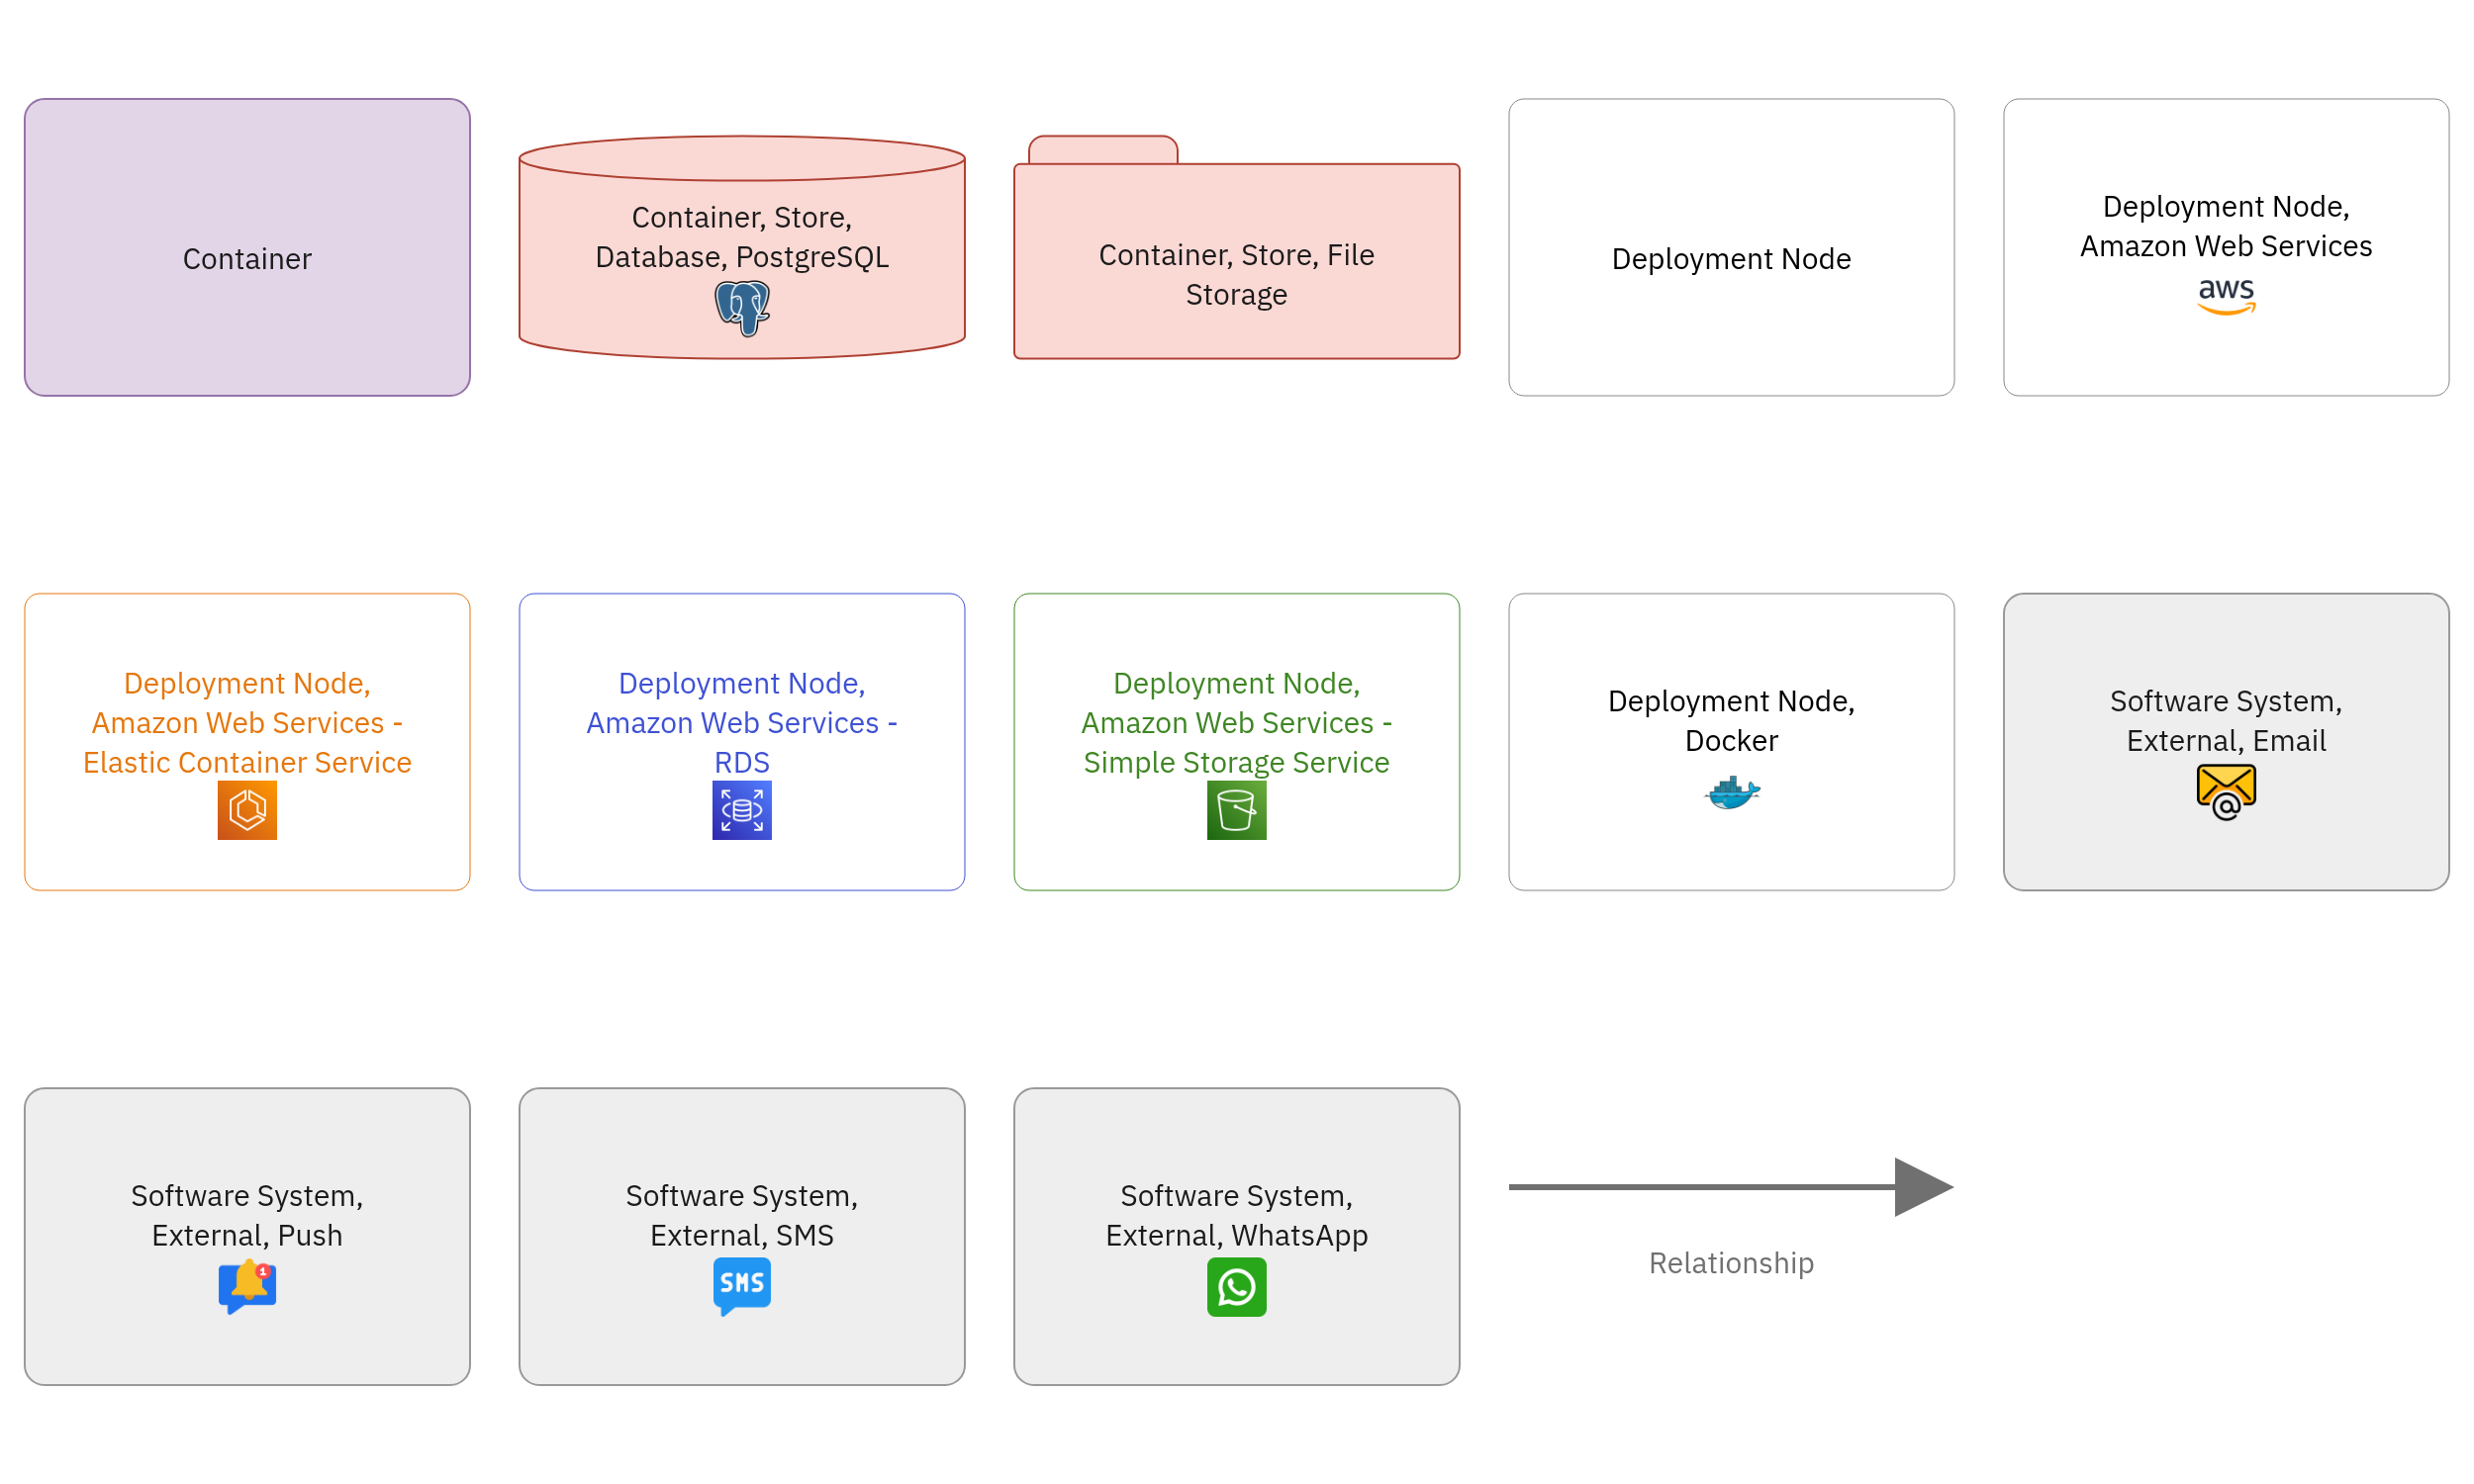 Container
Container, Store,
Database, PostgreSQL
Container, Store, File
Storage
Deployment Node
Deployment Node,
Amazon Web Services
aws
Deployment Node,
Amazon Web Services -
Elastic Container Service
Deployment Node,
Amazon Web Services -
RDS
Deployment Node,
Amazon Web Services -
Simple Storage Service
Deployment Node,
Docker
Software System,
External, Email
@
Software System,
External, Push
1
Software System,
External, SMS
SMS
Software System,
External, WhatsApp
Relationship